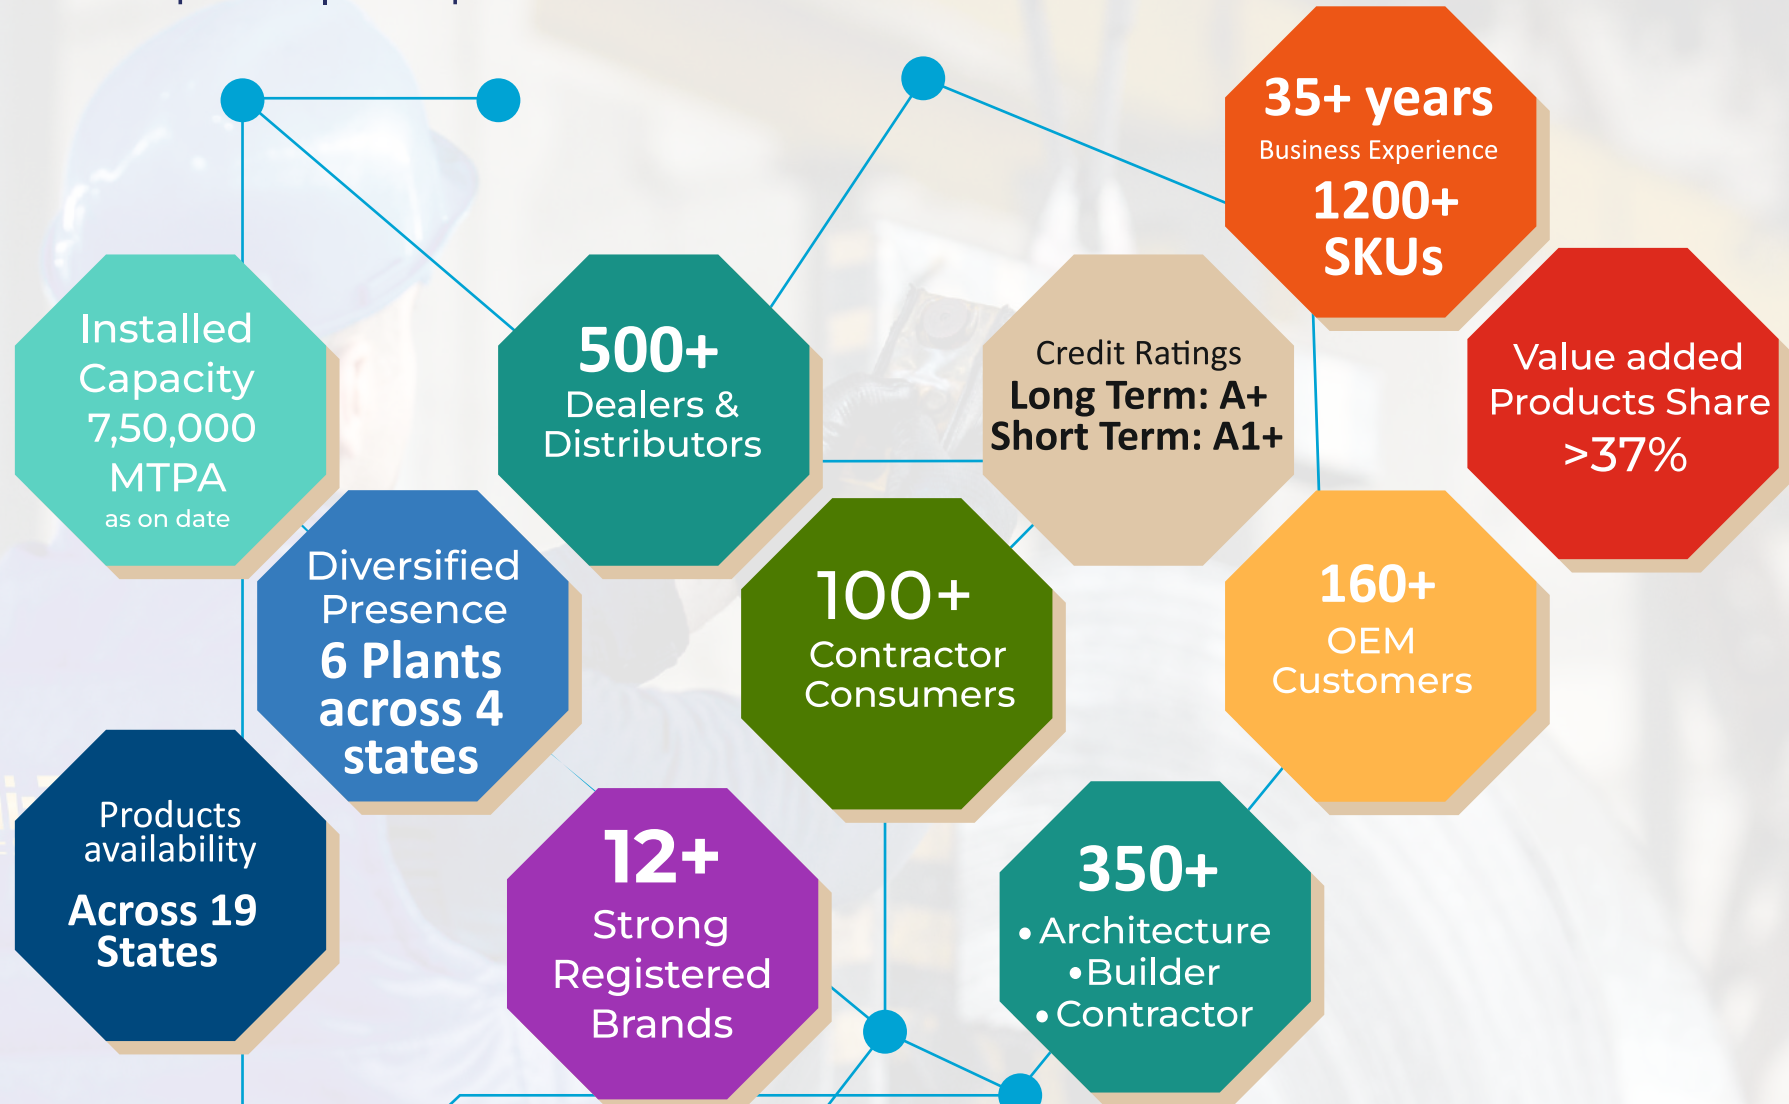 35+ years
Business Experience
1200+
SKUs
Installed
Capacity
7,50,000
MTPA
as on date
500+
Dealers &
Distributors
Credit Ratings
Long Term: A+
Short Term: A1+
Value added
Products Share
>37%
Diversified
Presence
6 Plants
across 4
states
100+
Contractor
Consumers
160+
OEM
Customers
Products
availability
Across 19
States
12+
Strong
Registered
Brands
350+
• Architecture
• Builder
• Contractor